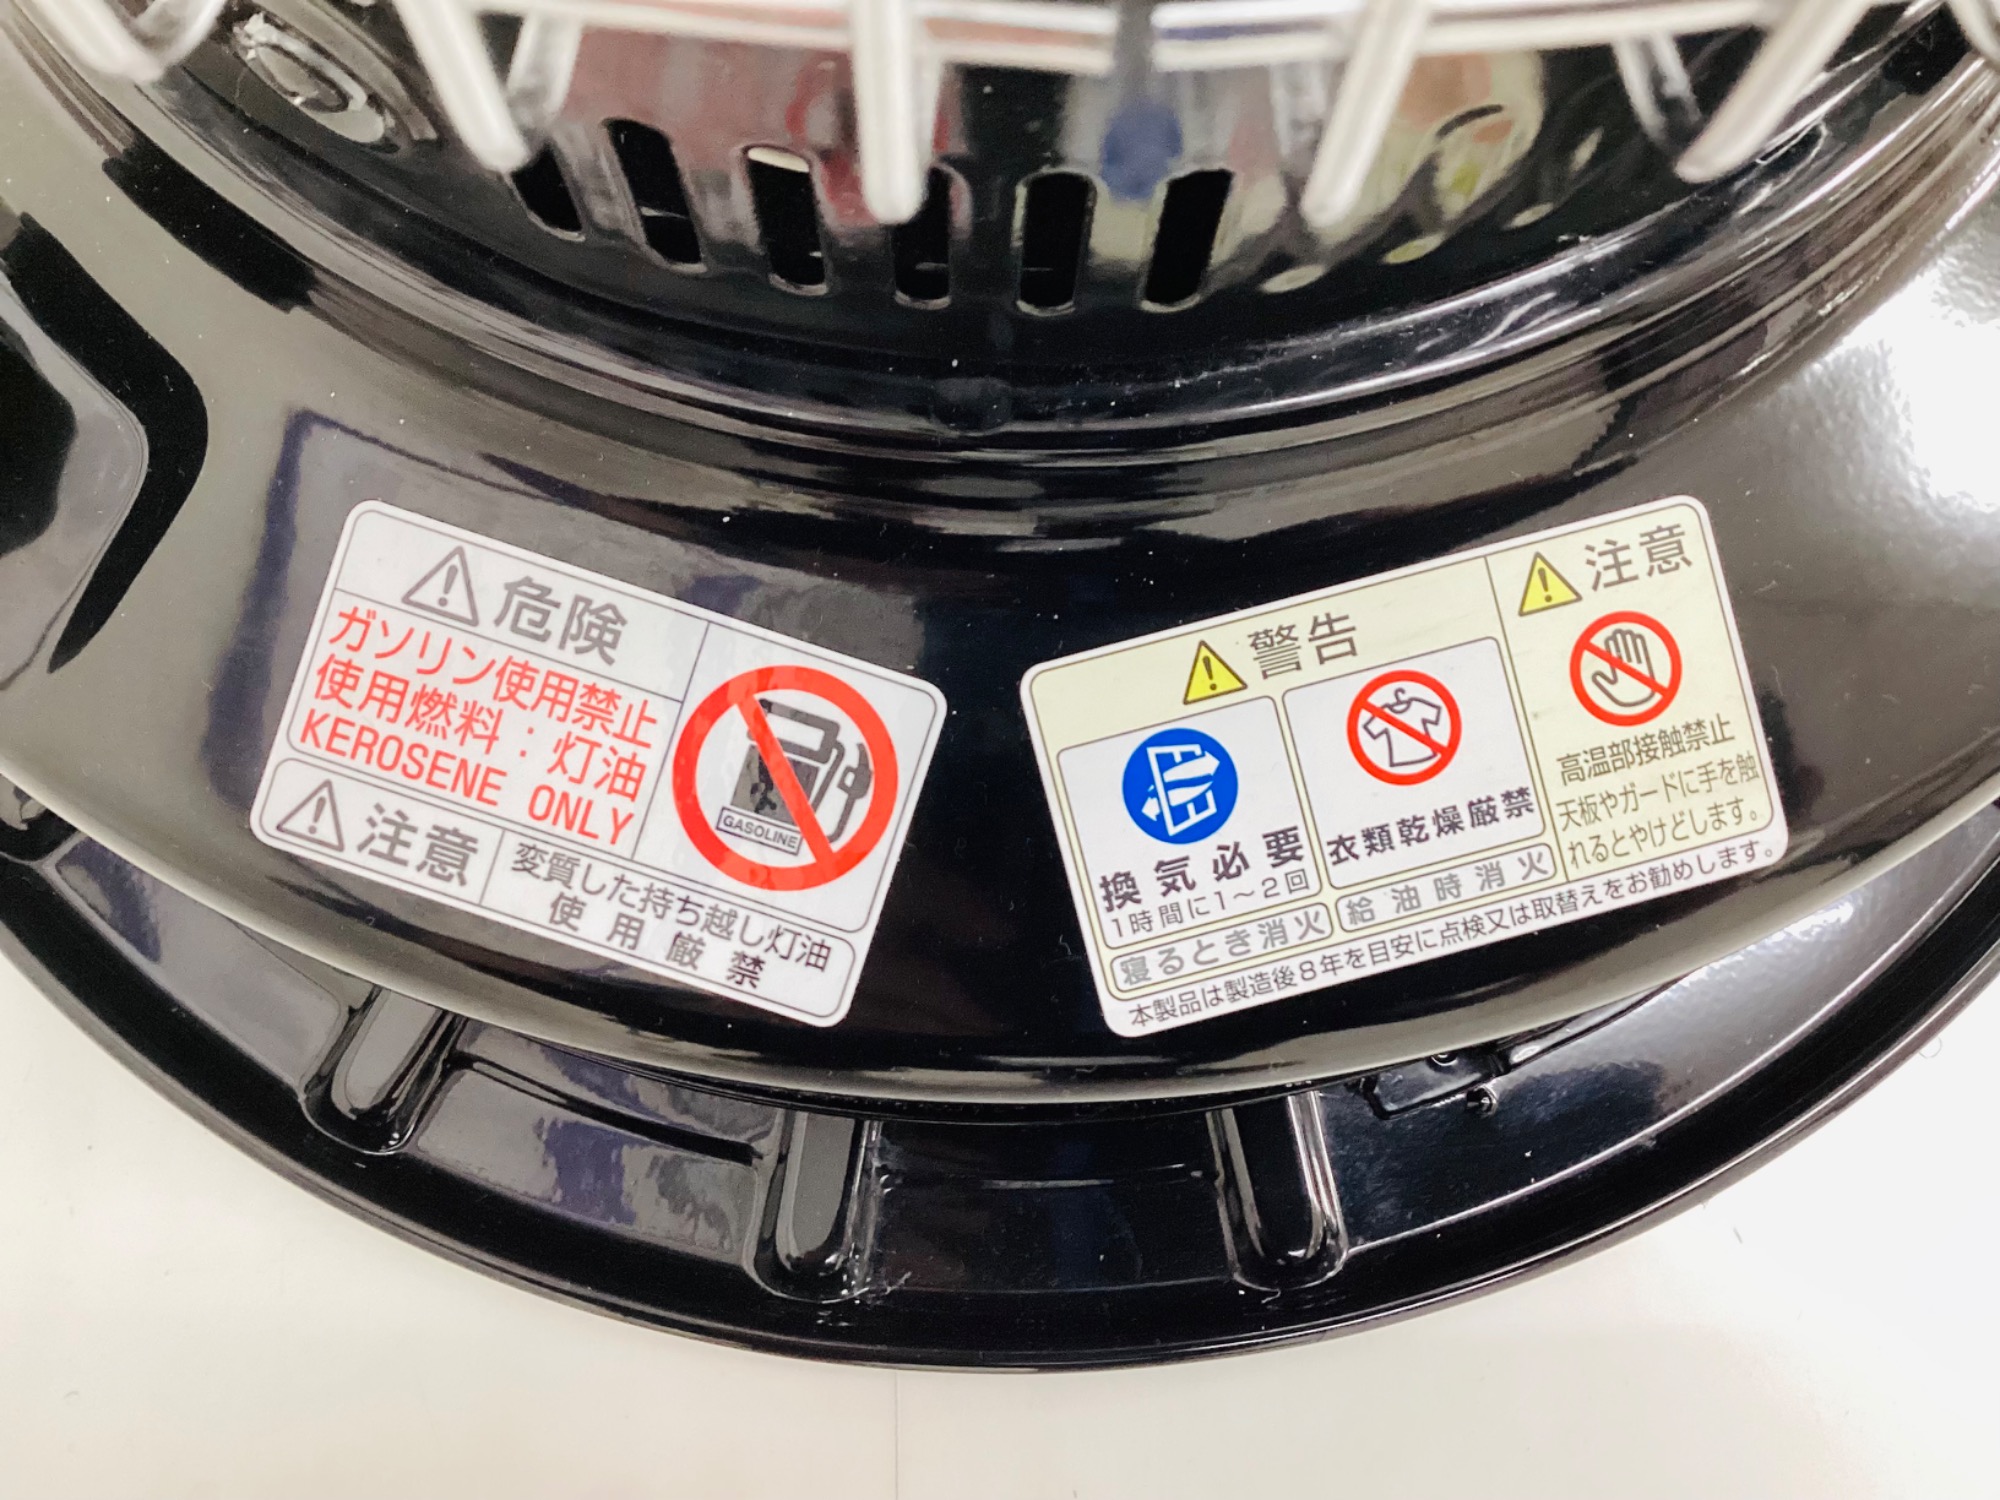 危険
ガソリン使用禁止
使用燃料：灯油
KEROSENE ONLY
GASOLINE
注意
変質した持ち越し灯油
使用厳禁
警告
換気必要
1時間に1～2回
衣類乾燥厳禁
寝るとき消火
給油時消火
注意
高温部接触禁止
天板やガードに手を触
れるとやけどします。
本製品は製造後8年を目安に点検又は取替えをお勧めします。